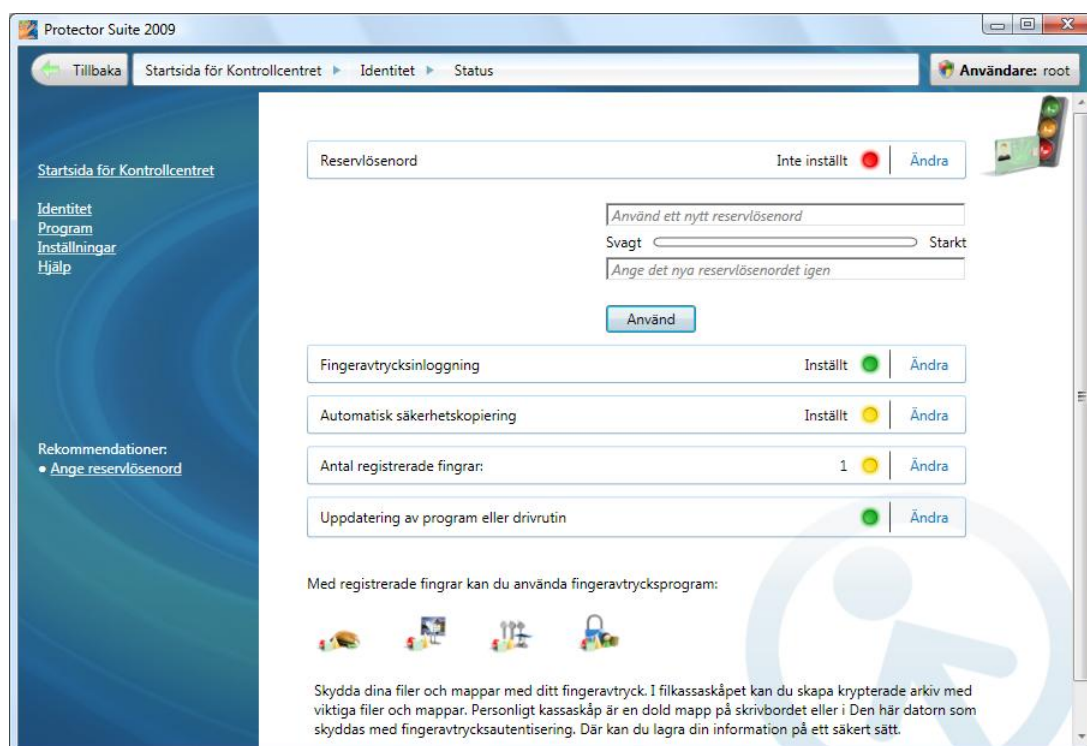 Protector Suite 2009
Tillbaka Startsida för Kontrollcentret Identitet Status Användare: root
Startsida för Kontrollcentret
Identitet
Program
Inställningar
Hjälp
Rekommendationer:
• Ange reservlösenord
Reservlösenord Inte inställt Ändra
Använd ett nytt reservlösenord
Svagt Starkt
Ange det nya reservlösenordet igen
Använd
Fingeravtrycksinloggning Inställt Ändra
Automatisk säkerhetskopiering Inställt Ändra
Antal registrerade fingrar: 1 Ändra
Uppdatering av program eller drivrutin Ändra
Med registrerade fingrar kan du använda fingeravtrycksprogram:
Skydda dina filer och mappar med ditt fingeravtryck. I filkassaskåpet kan du skapa krypterade arkiv med
viktiga filer och mappar. Personligt kassaskåp är en dold mapp på skrivbordet eller i Den här datorn som
skyddas med fingeravtrycksautentisering. Där kan du lagra din information på ett säkert sätt.